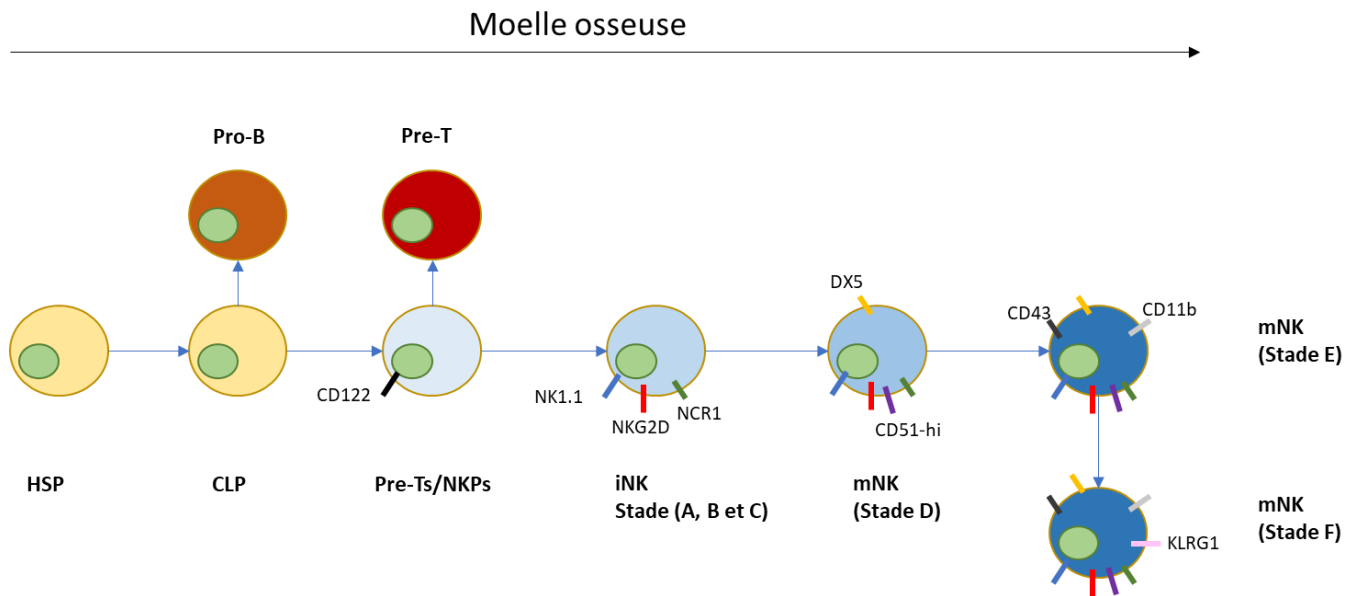 Moelle osseuse
Pro-B
Pre-T
DX5
CD43
CD11b
mNK
(Stade E)
CD122
NK1.1
NKG2D
NCR1
CD51-hi
HSP
CLP
Pre-Ts/NKPs
iNK
Stade (A, B et C)
mNK
(Stade D)
mNK
(Stade F)
KLRG1